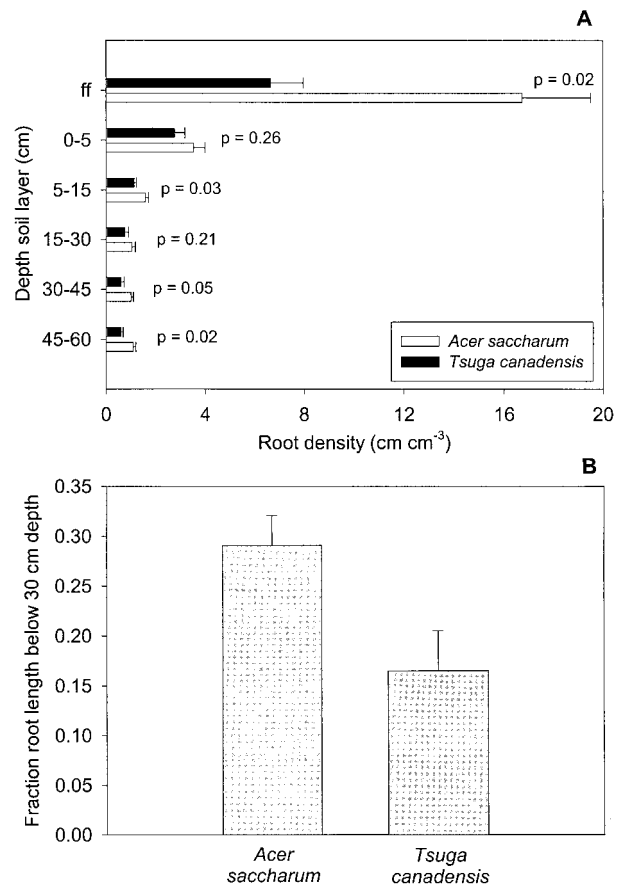 A
Depth soil layer (cm)
ff
p = 0.02
0-5
p = 0.26
5-15
p = 0.03
15-30
p = 0.21
30-45
p = 0.05
45-60
p = 0.02
Acer saccharum
Tsuga canadensis
0 4 8 12 16 20
Root density (cm cm-3)
B
Fraction root length below 30 cm depth
0.35
0.30
0.25
0.20
0.15
0.10
0.05
0.00
Acer
saccharum
Tsuga
canadensis